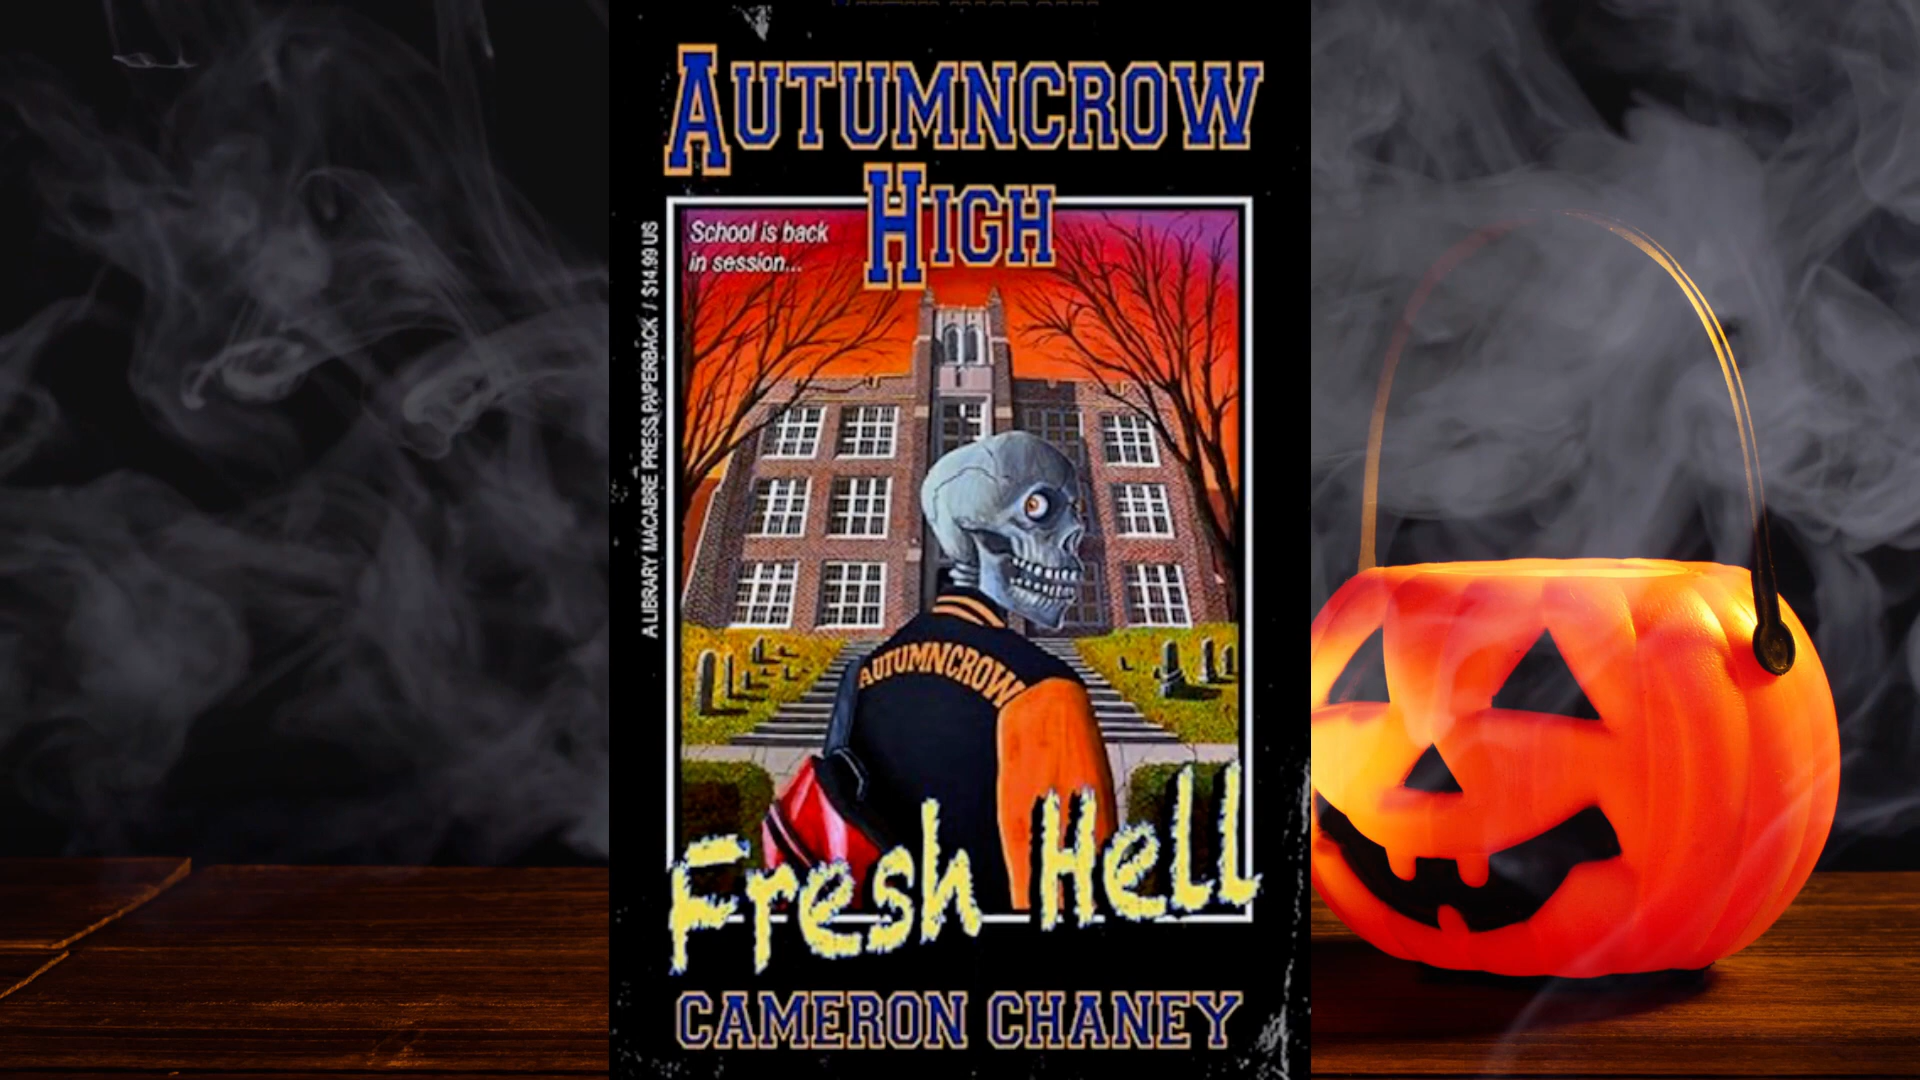 AUTUMNCROW
HIGH
School is back
in session...
A LIBRARY MACABRE PRESS PAPERBACK / $14.99 US
AUTUMNCROW
Fresh Hell
CAMERON CHANEY